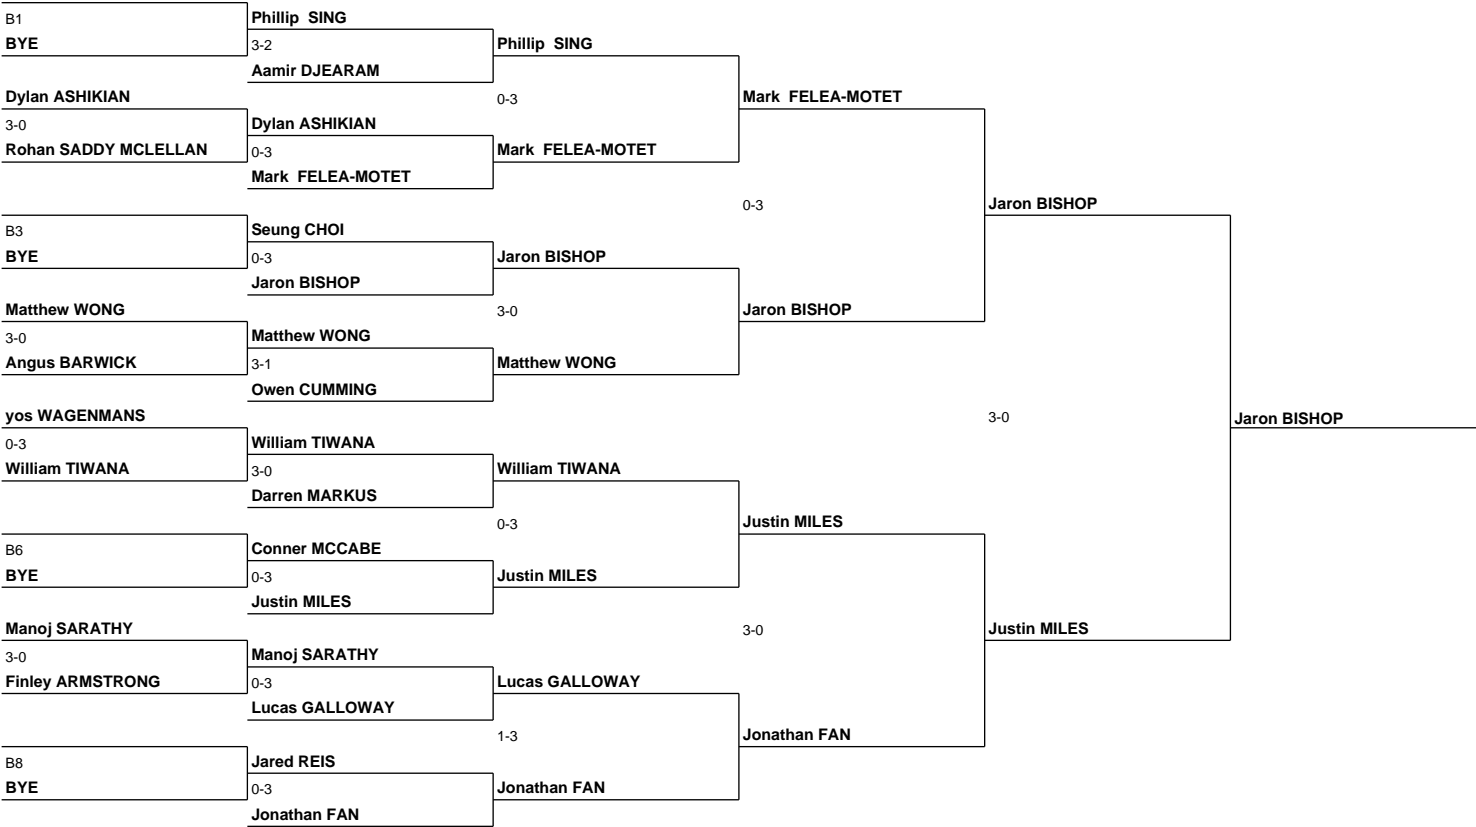 B1
BYE
Dylan ASHIKIAN
3-0
Rohan SADDY MCLELLAN
B3
BYE
Matthew WONG
3-0
Angus BARWICK
yos WAGENMANS
0-3
William TIWANA
B6
BYE
Manoj SARATHY
3-0
Finley ARMSTRONG
B8
BYE
Phillip SING
3-2
Aamir DJEARAM
Dylan ASHIKIAN
0-3
Mark FELEA-MOTET
Seung CHOI
0-3
Jaron BISHOP
Matthew WONG
3-1
Owen CUMMING
William TIWANA
3-0
Darren MARKUS
Conner MCCABE
0-3
Justin MILES
Manoj SARATHY
0-3
Lucas GALLOWAY
Jared REIS
0-3
Jonathan FAN
Phillip SING
0-3
Mark FELEA-MOTET
Jaron BISHOP
3-0
Matthew WONG
William TIWANA
0-3
Justin MILES
Lucas GALLOWAY
1-3
Jonathan FAN
Mark FELEA-MOTET
0-3
Jaron BISHOP
Justin MILES
3-0
Jonathan FAN
Jaron BISHOP
3-0
Justin MILES
Jaron BISHOP